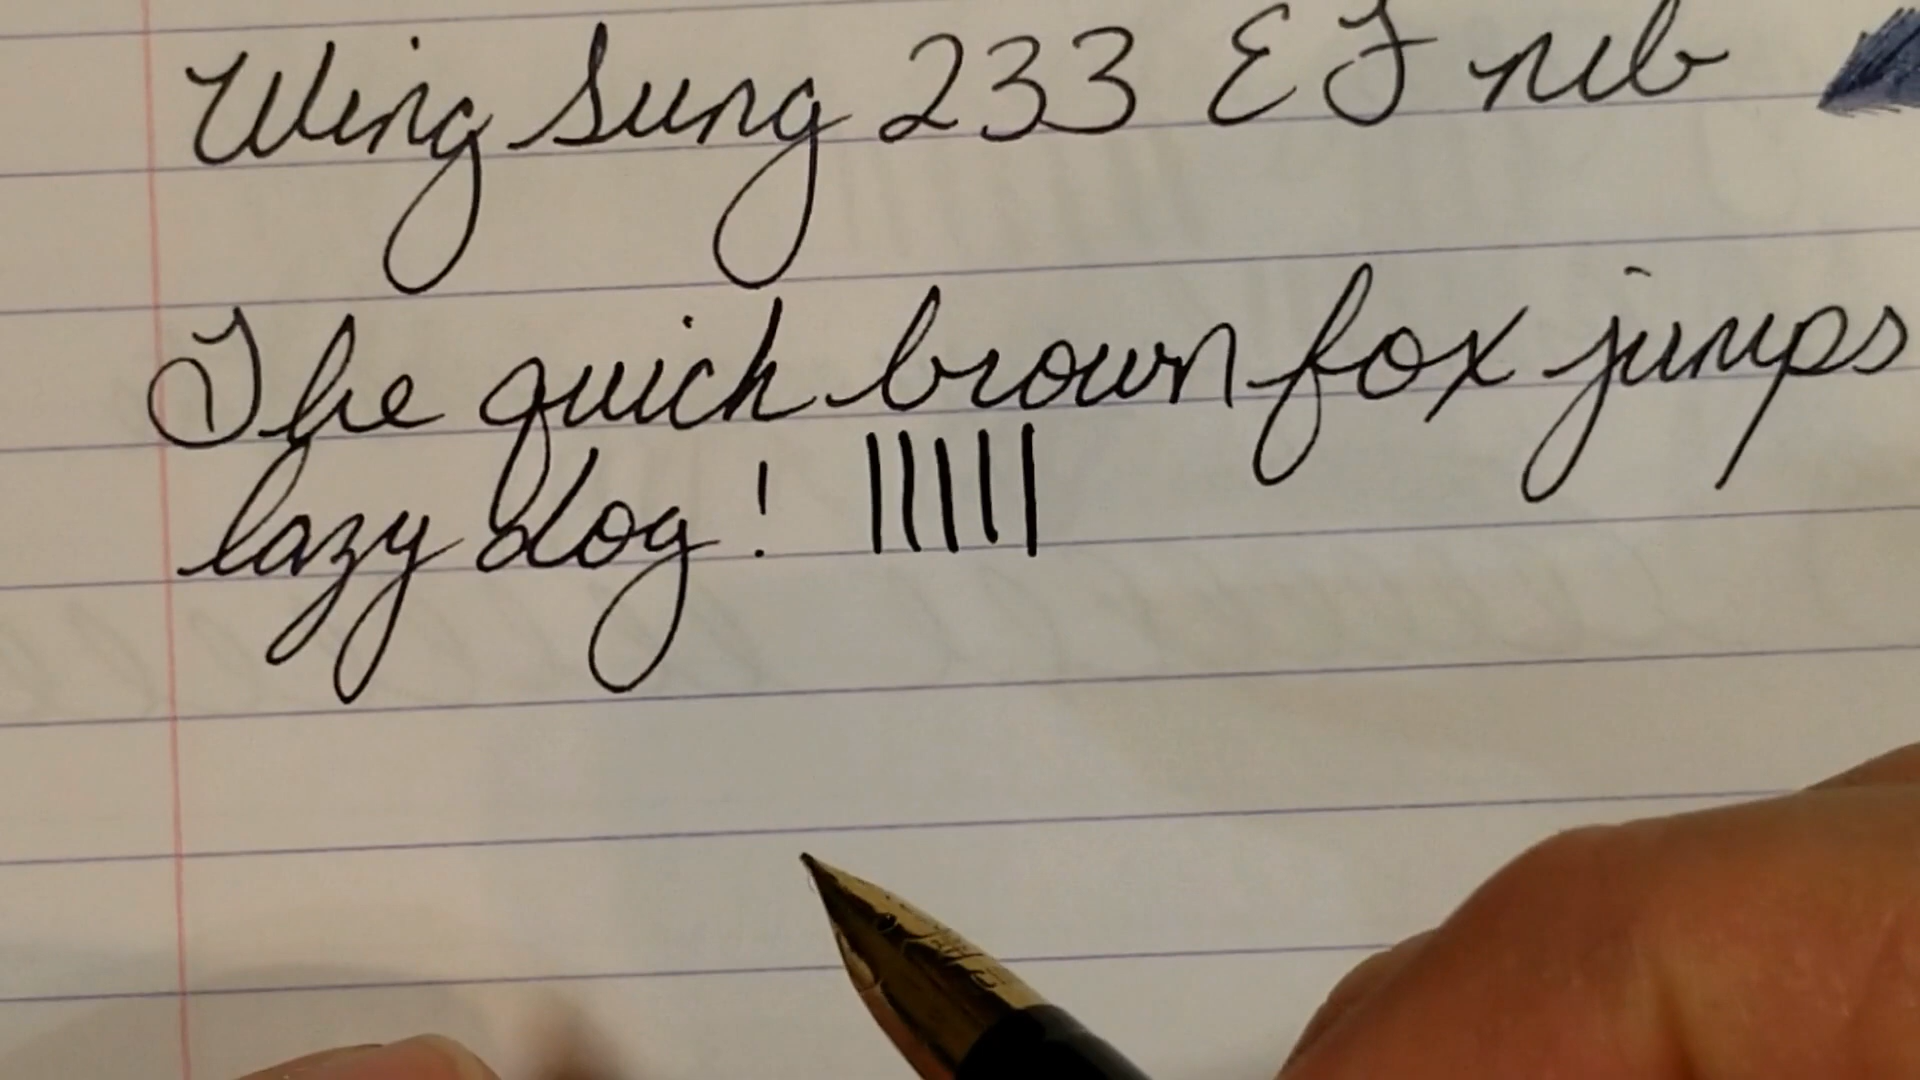 Wing Sung 233 EF nib
The quick brown fox jumps
lazy dog!